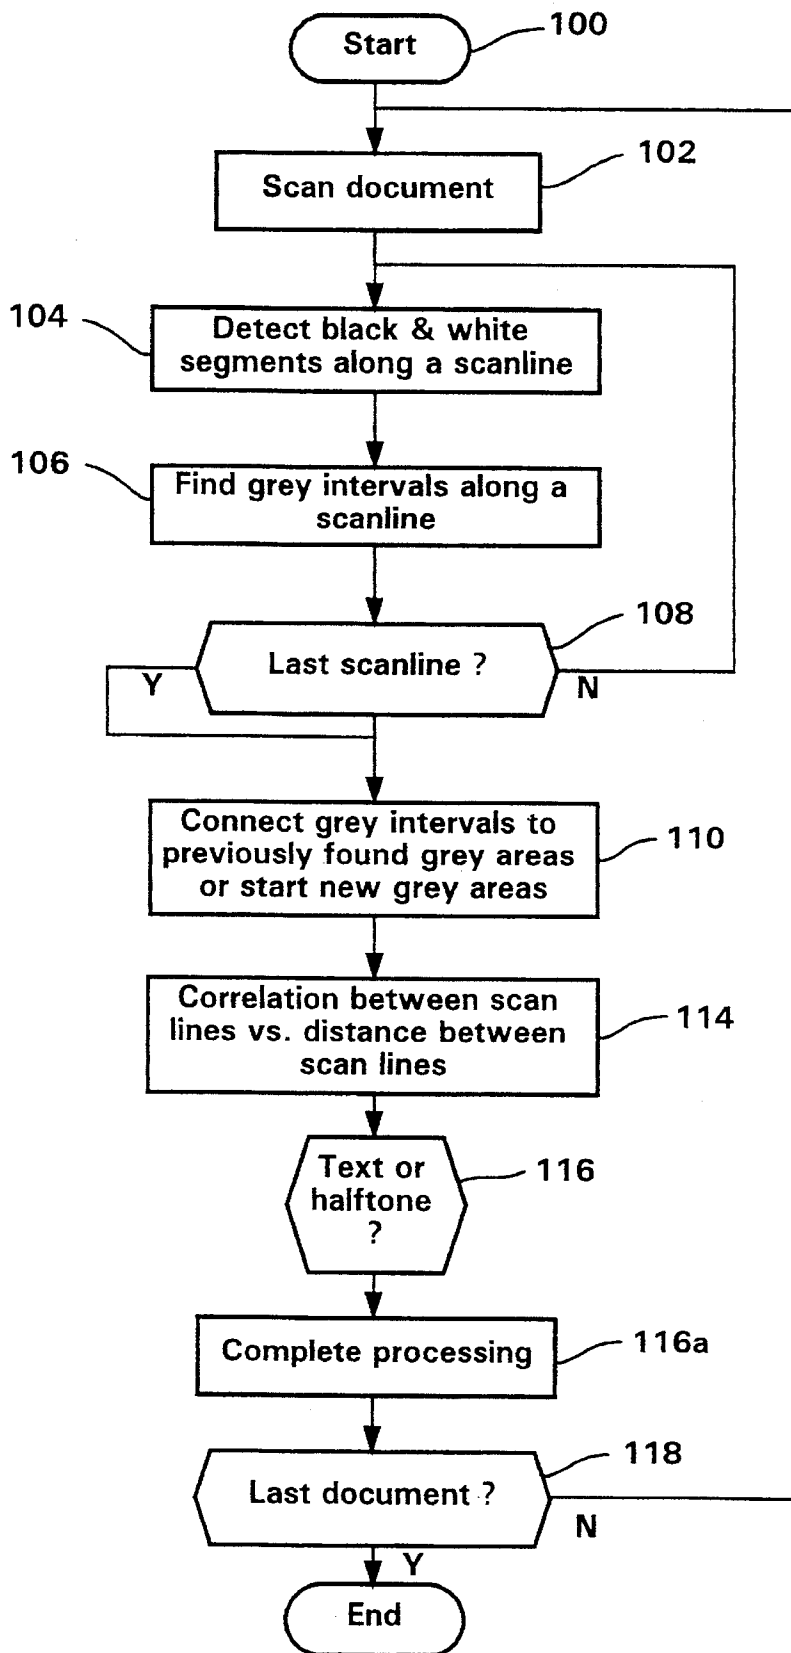 Start
100
Scan document
102
104
Detect black & white
segments along a scanline
106
Find grey intervals along a
scanline
108
Last scanline ?
Y
N
Connect grey intervals to
previously found grey areas
or start new grey areas
110
Correlation between scan
lines vs. distance between
scan lines
114
Text or
halftone
?
116
Complete processing
116a
Last document ?
118
N
Y
End